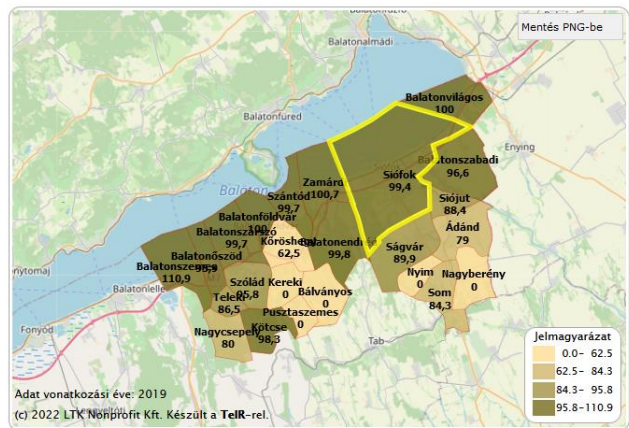 Mentés PNG-be
Balatonalmádi
Balatonfüred
Enying
Balatonvilágos
100
Balatonszabadi
96,6
Siófok
99,4
Zamárdi
100,7
Siójut
88,4
Balaton
Szántód
99,7
Balatonföldvár
100
Balatonszárszó
99,7
Ádánd
79
Kőröshegy
62,5
Balatonendréd
99,8
Ságvár
89,9
Balatonőszöd
Balatonszemes
110,9
Nyim
0
Nagyberény
0
Szólád
95,8
Kereki
0
Bálványos
0
Som
84,3
Teleki
86,5
Balatonlelle
Pusztaszemes
0
Kötcse
98,3
Nagycsepely
80
Fonyód
Tab
Jelmagyarázat
0.0- 62.5
62.5- 84.3
84.3- 95.8
95.8-110.9
Adat vonatkozási éve: 2019
(c) 2022 LTK Nonprofit Kft. Készült a TeIR-rel.